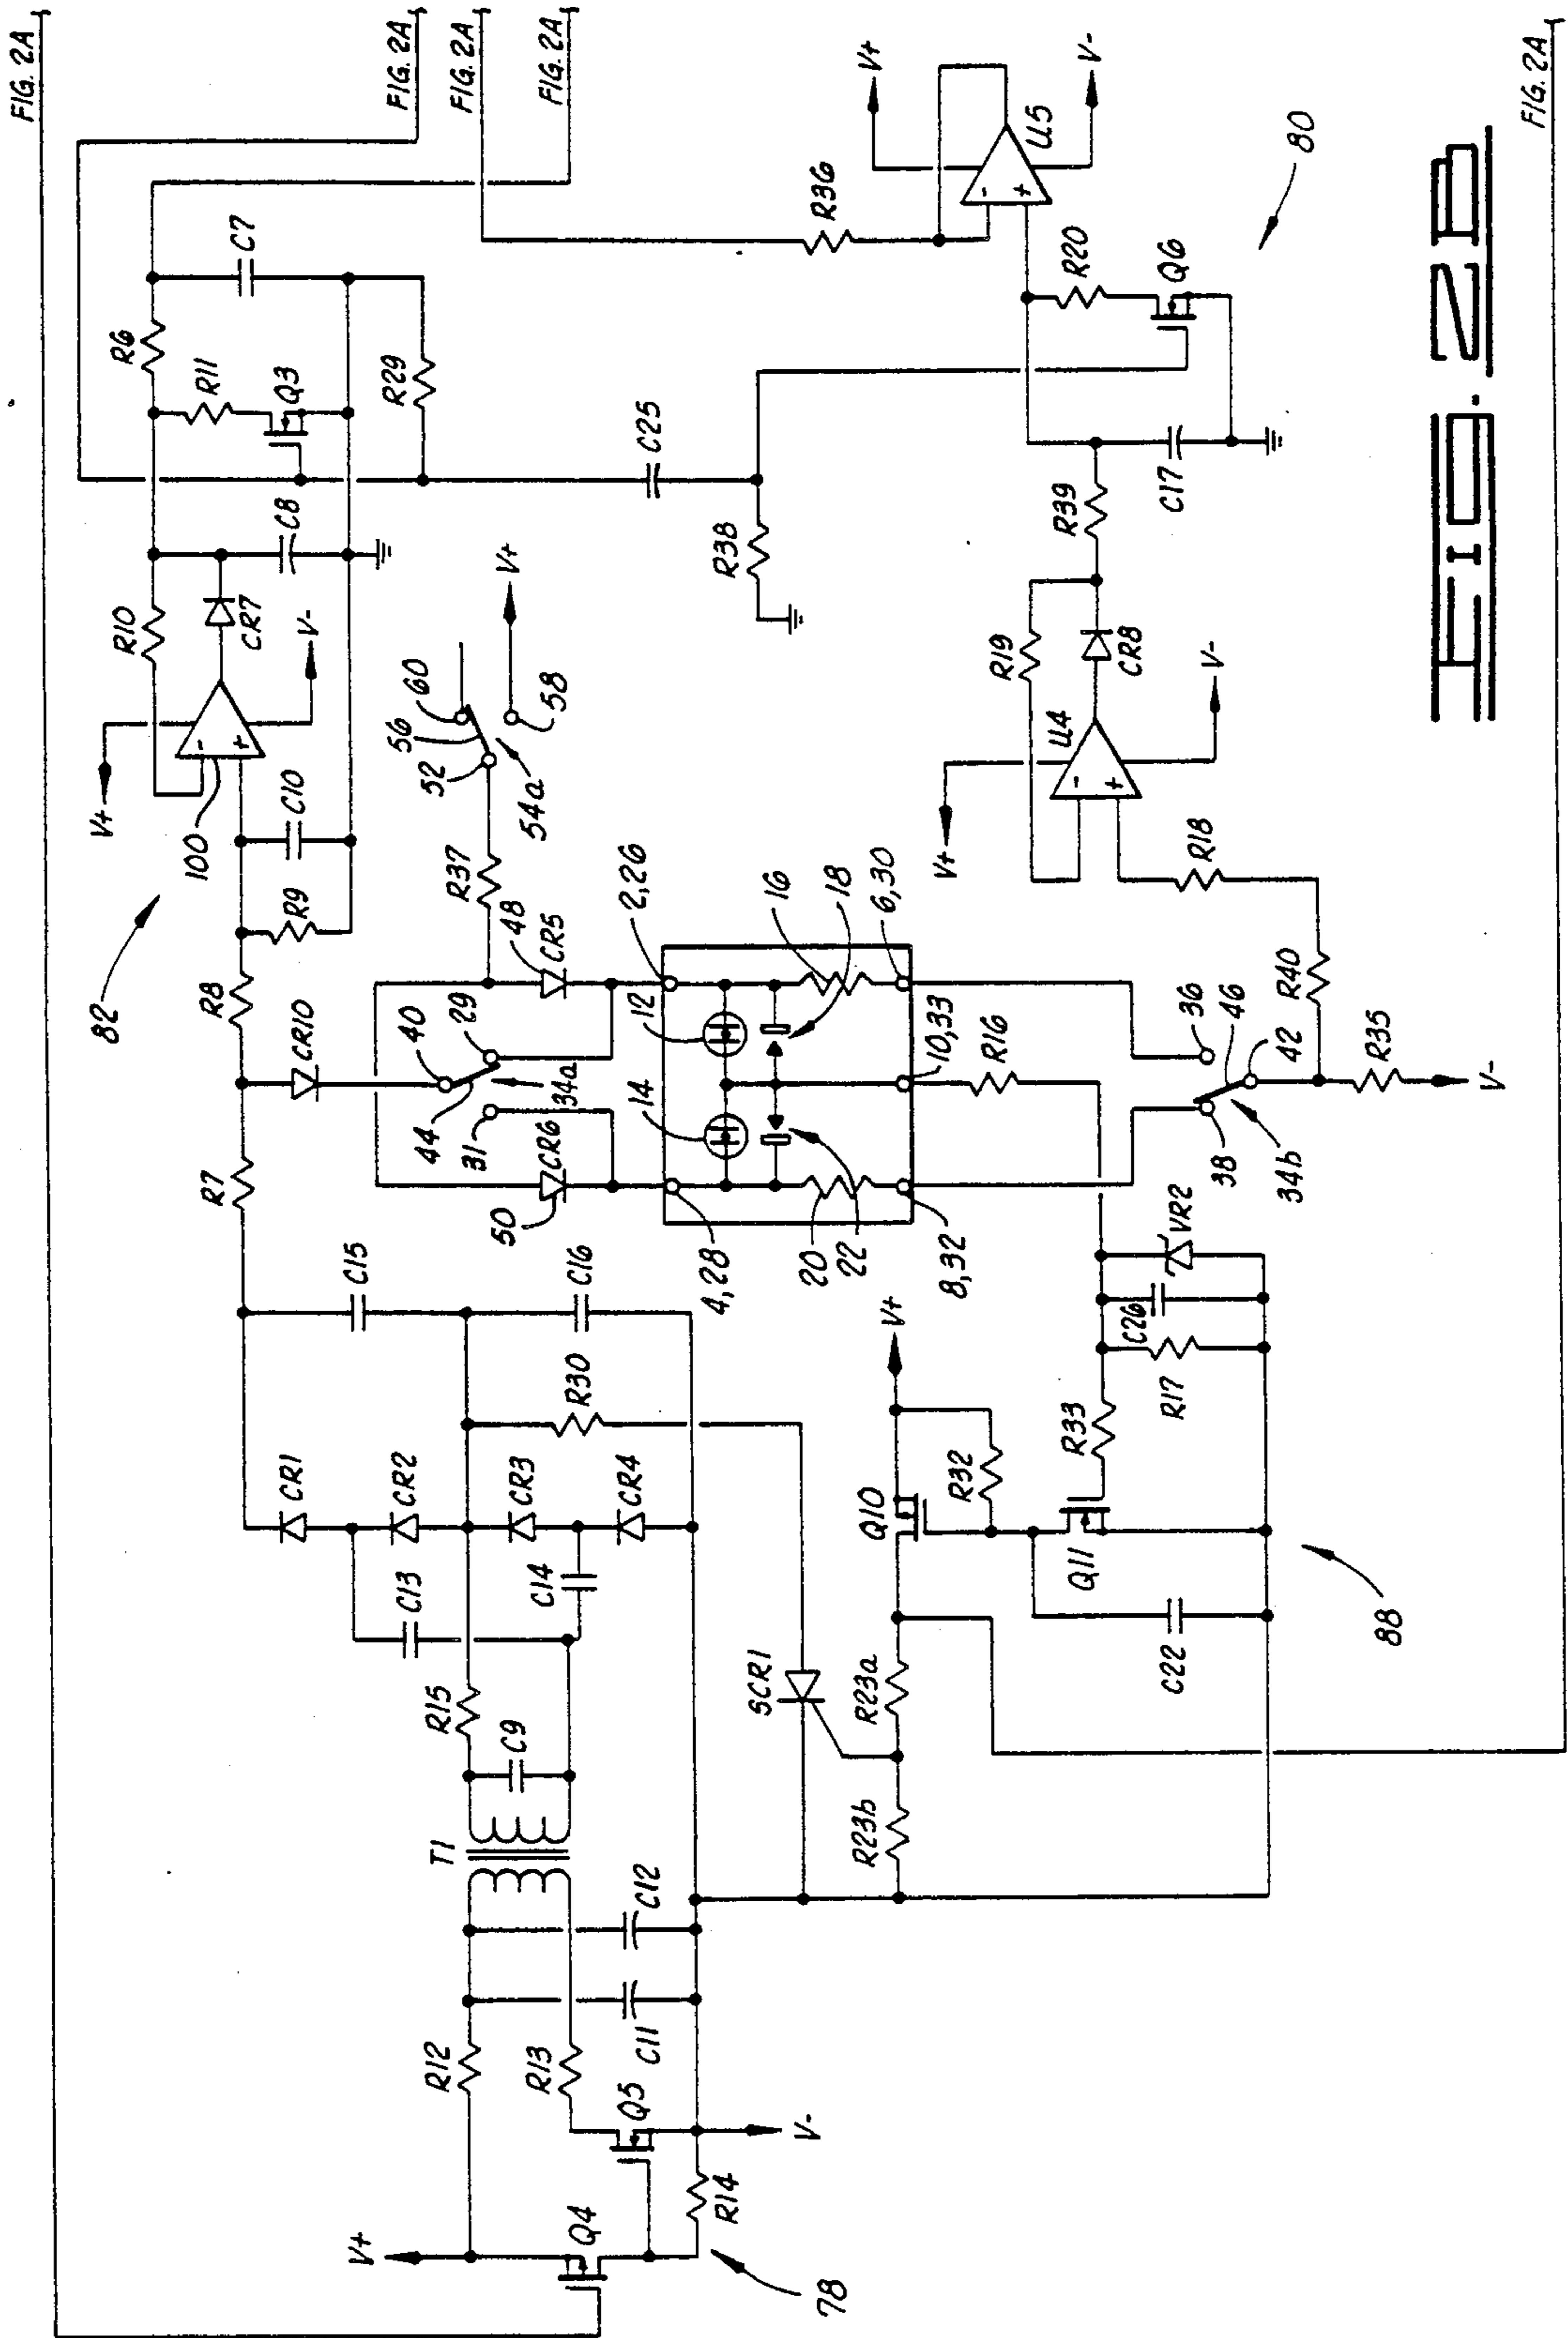 FIG. 2A
FIG. 2A
FIG. 2A
FIG. 2A
V+
82
100
R10
CR7
V-
C8
R11
Q3
R6
C7
R29
C10
R9
R8
CR10
R7
C15
C16
R30
CR1
CR2
CR3
CR4
C13
C14
R15
C9
T1
C12
C11
R12
R13
Q5
V-
R14
Q4
V+
78
40
44
29
34a
31
CR6
50
48
CR5
R37
52
56
60
54a
58
V+
2,26
4,28
12
14
16
18
20
22
6,30
8,32
10,33
R16
R38
C25
R36
V+
U5
-
+
V-
R20
Q6
80
C17
R39
R19
CR8
U4
-
+
V+
V-
R18
R40
R35
V-
36
46
42
38
34b
VR2
C26
R17
R33
V+
R32
Q10
Q11
C22
88
SCR1
R23a
R23b
-
+
FIG. 2B
FIG. 2A